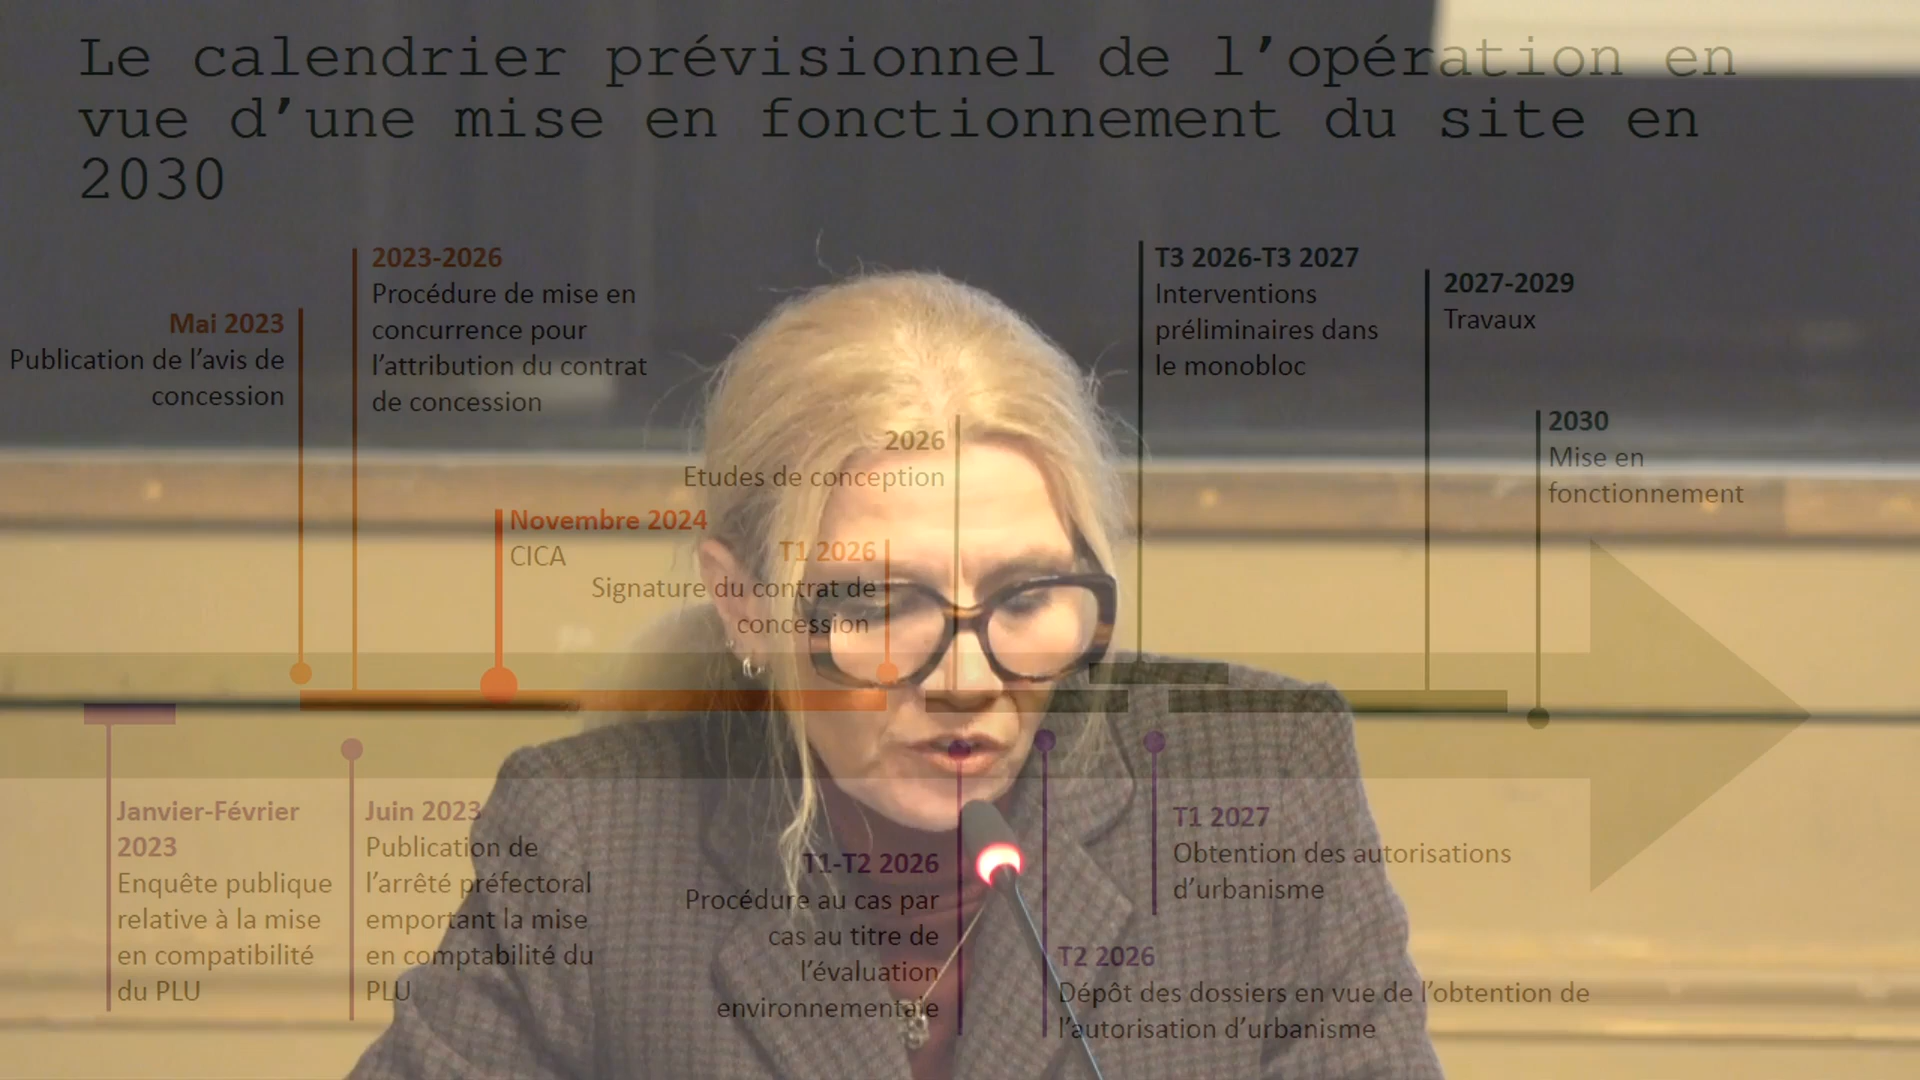 Le calendrier prévisionnel de l’opération en
vue d’une mise en fonctionnement du site en
2030
Mai 2023
Publication de l’avis de
concession
2023-2026
Procédure de mise en
concurrence pour
l’attribution du contrat
de concession
Novembre 2024
CICA
T1 2026
Signature du contrat de
concession
2026
Etudes de conception
T3 2026-T3 2027
Interventions
préliminaires dans
le monobloc
2027-2029
Travaux
2030
Mise en
fonctionnement
Janvier-Février
2023
Enquête publique
relative à la mise
en compatibilité
du PLU
Juin 2023
Publication de
l’arrêté préfectoral
emportant la mise
en comptabilité du
PLU
T1-T2 2026
Procédure au cas par
cas au titre de
l’évaluation
environnementale
T2 2026
Dépôt des dossiers en vue de l’obtention de
l’autorisation d’urbanisme
T1 2027
Obtention des autorisations
d’urbanisme